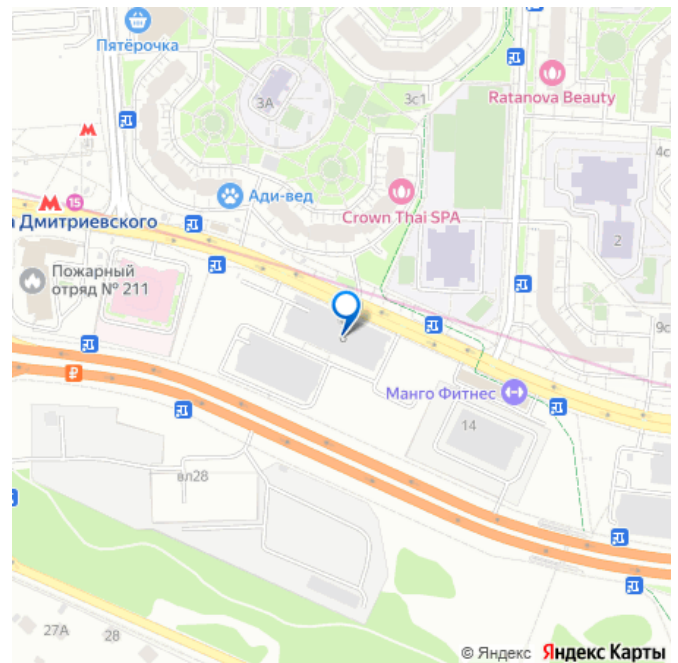 Пятёрочка
3А
3с1
Ratanova Beauty
4с
15
а Дмитриевского
Ади-вед
Crown Thai SPA
2
Пожарный
отряд № 211
9с
Манго Фитнес
14
вл28
27А
28
© Яндекс Яндекс Карты